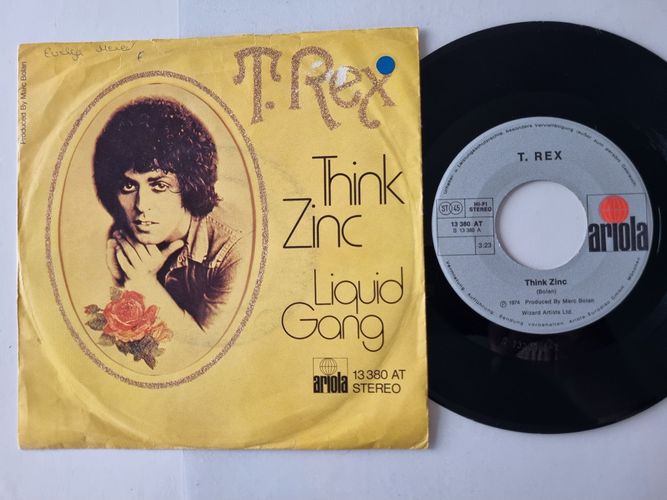 Produced By Marc Bolan
T. Rex
Think
Zinc
Liquid
Gang
ariola
13 380 AT
STEREO
T. REX
ST 45
HI-FI
STEREO
13 380 AT
S 13 380 A
3:23
ariola
Think Zinc
(Bolan)
℗ 1974 Produced by Marc Bolan
Wizard Artists Ltd.